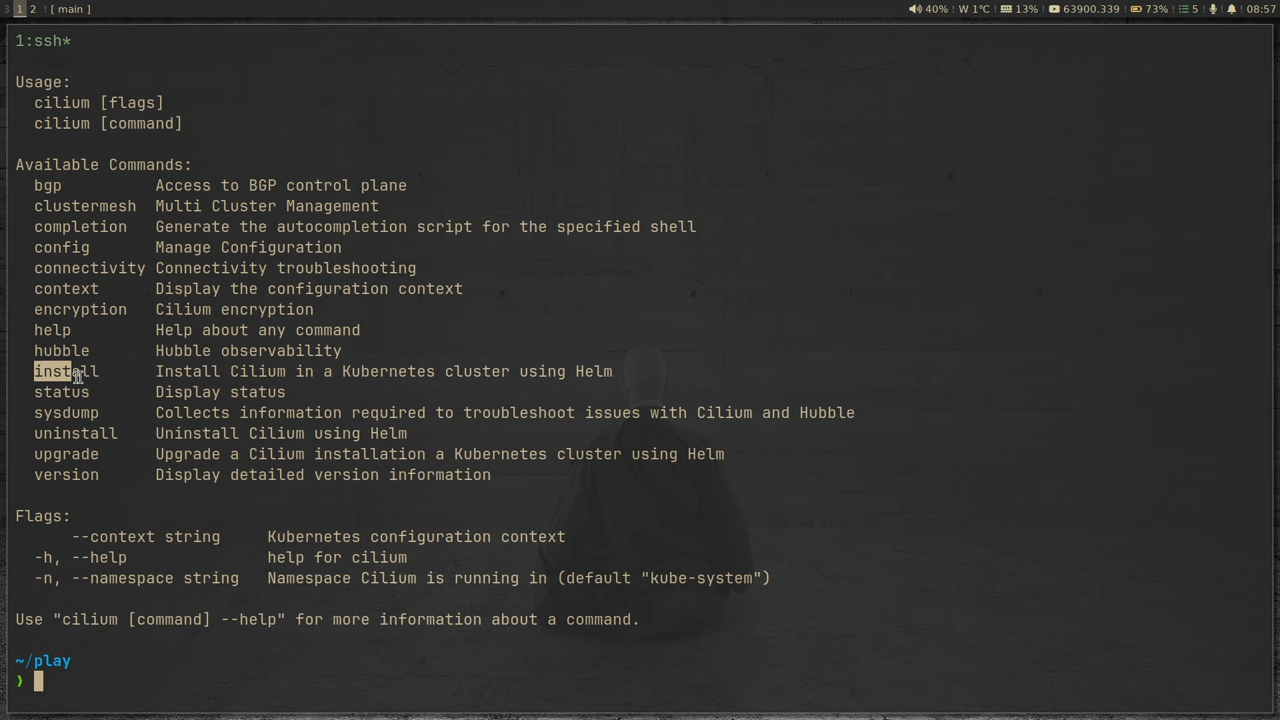 3 1 2 [ main ] 40% W 1°C 13% 63900.339 73% 5 08:57
1:ssh*
Usage:
cilium [flags]
cilium [command]
Available Commands:
bgp Access to BGP control plane
clustermesh Multi Cluster Management
completion Generate the autocompletion script for the specified shell
config Manage Configuration
connectivity Connectivity troubleshooting
context Display the configuration context
encryption Cilium encryption
help Help about any command
hubble Hubble observability
install Install Cilium in a Kubernetes cluster using Helm
status Display status
sysdump Collects information required to troubleshoot issues with Cilium and Hubble
uninstall Uninstall Cilium using Helm
upgrade Upgrade a Cilium installation a Kubernetes cluster using Helm
version Display detailed version information
Flags:
--context string Kubernetes configuration context
-h, --help help for cilium
-n, --namespace string Namespace Cilium is running in (default "kube-system")
Use "cilium [command] --help" for more information about a command.
~/play
❯